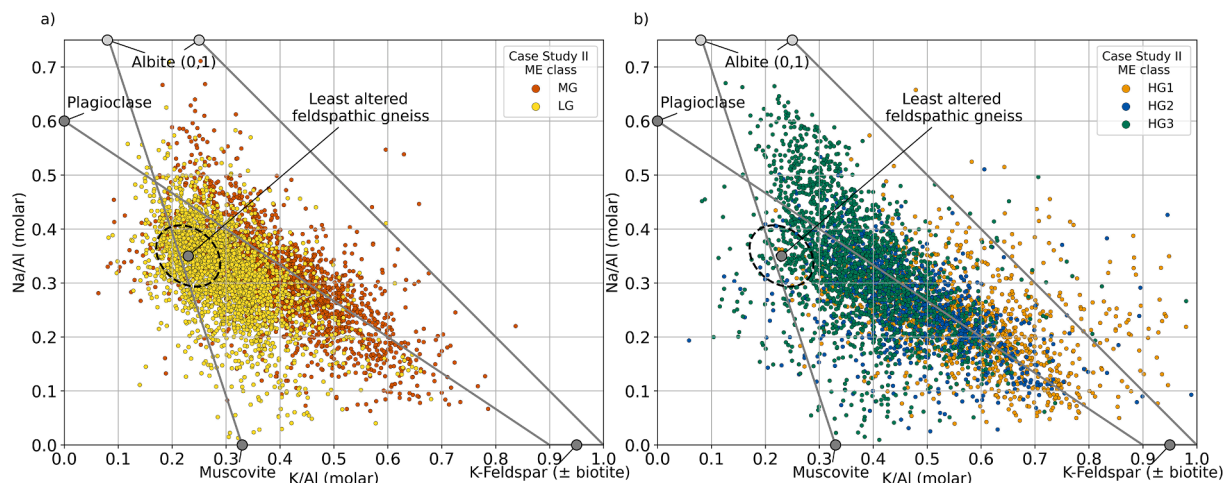 a)
Albite (0,1)
Case Study II
ME class
MG
LG
Plagioclase
Least altered
feldspathic gneiss
0.7
0.6
0.5
0.4
0.3
0.2
0.1
0.0
Na/Al (molar)
0.0 0.1 0.2 0.3 0.4 0.5 0.6 0.7 0.8 0.9 1.0
Muscovite
K/Al (molar)
K-Feldspar (± biotite)
b)
Albite (0,1)
Case Study II
ME class
HG1
HG2
HG3
Plagioclase
Least altered
feldspathic gneiss
0.7
0.6
0.5
0.4
0.3
0.2
0.1
0.0
Na/Al (molar)
0.0 0.1 0.2 0.3 0.4 0.5 0.6 0.7 0.8 0.9 1.0
Muscovite
K/Al (molar)
K-Feldspar (± biotite)